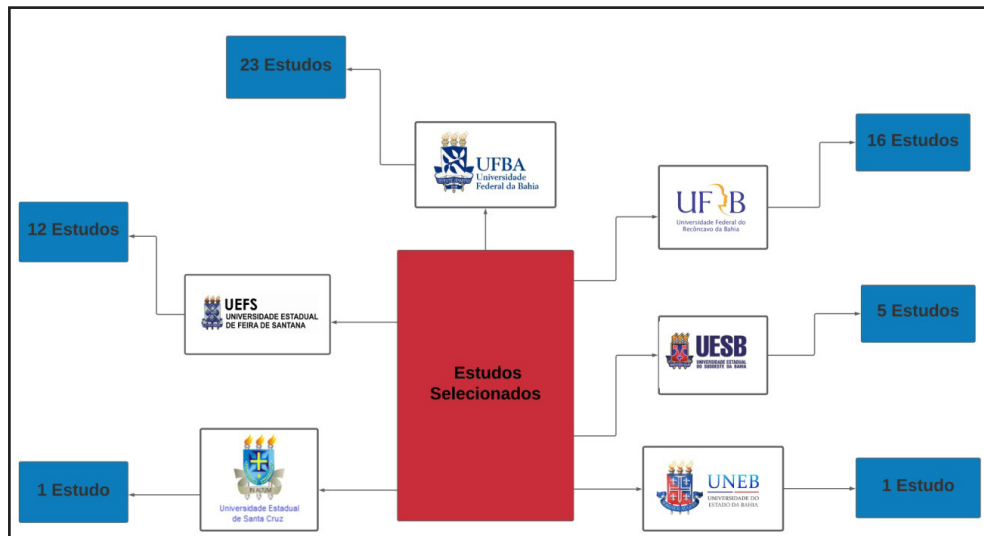 23 Estudos
UFBA
Universidade
Federal da Bahia
16 Estudos
UFRB
Universidade Federal do
Recôncavo da Bahia
12 Estudos
UEFS
UNIVERSIDADE ESTADUAL
DE FEIRA DE SANTANA
5 Estudos
UESB
UNIVERSIDADE ESTADUAL
DO SUDOESTE DA BAHIA
Estudos
Selecionados
1 Estudo
Universidade Estadual
de Santa Cruz
UNEB
UNIVERSIDADE DO
ESTADO DA BAHIA
1 Estudo